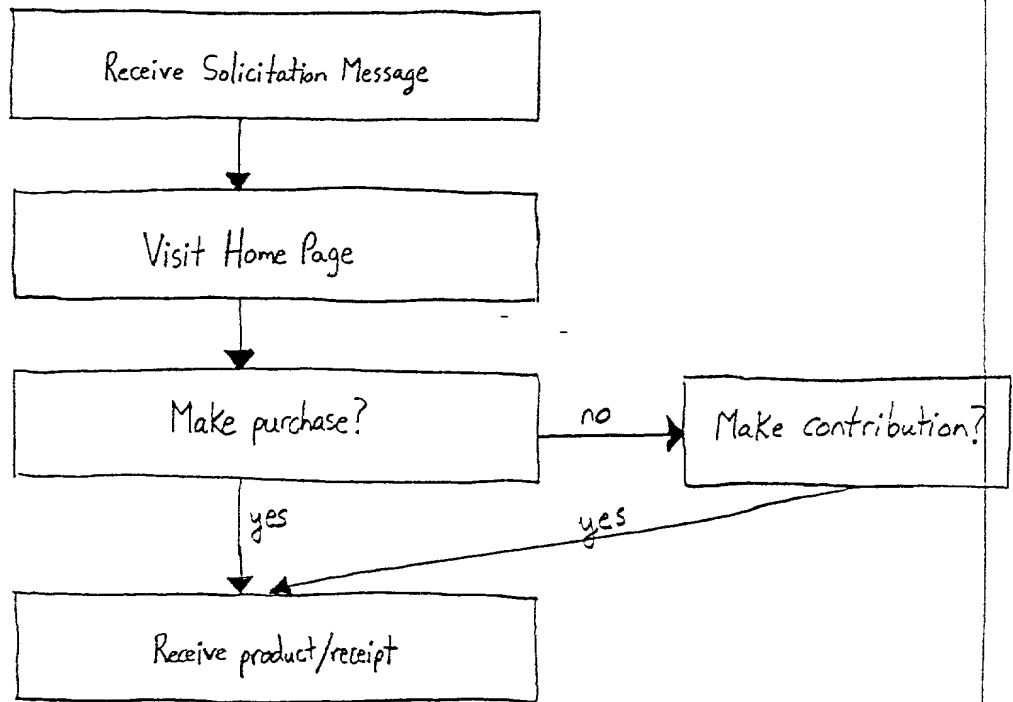 Receive Solicitation Message
Visit Home Page
Make purchase?
no
Make contribution?
yes
yes
Receive product/receipt